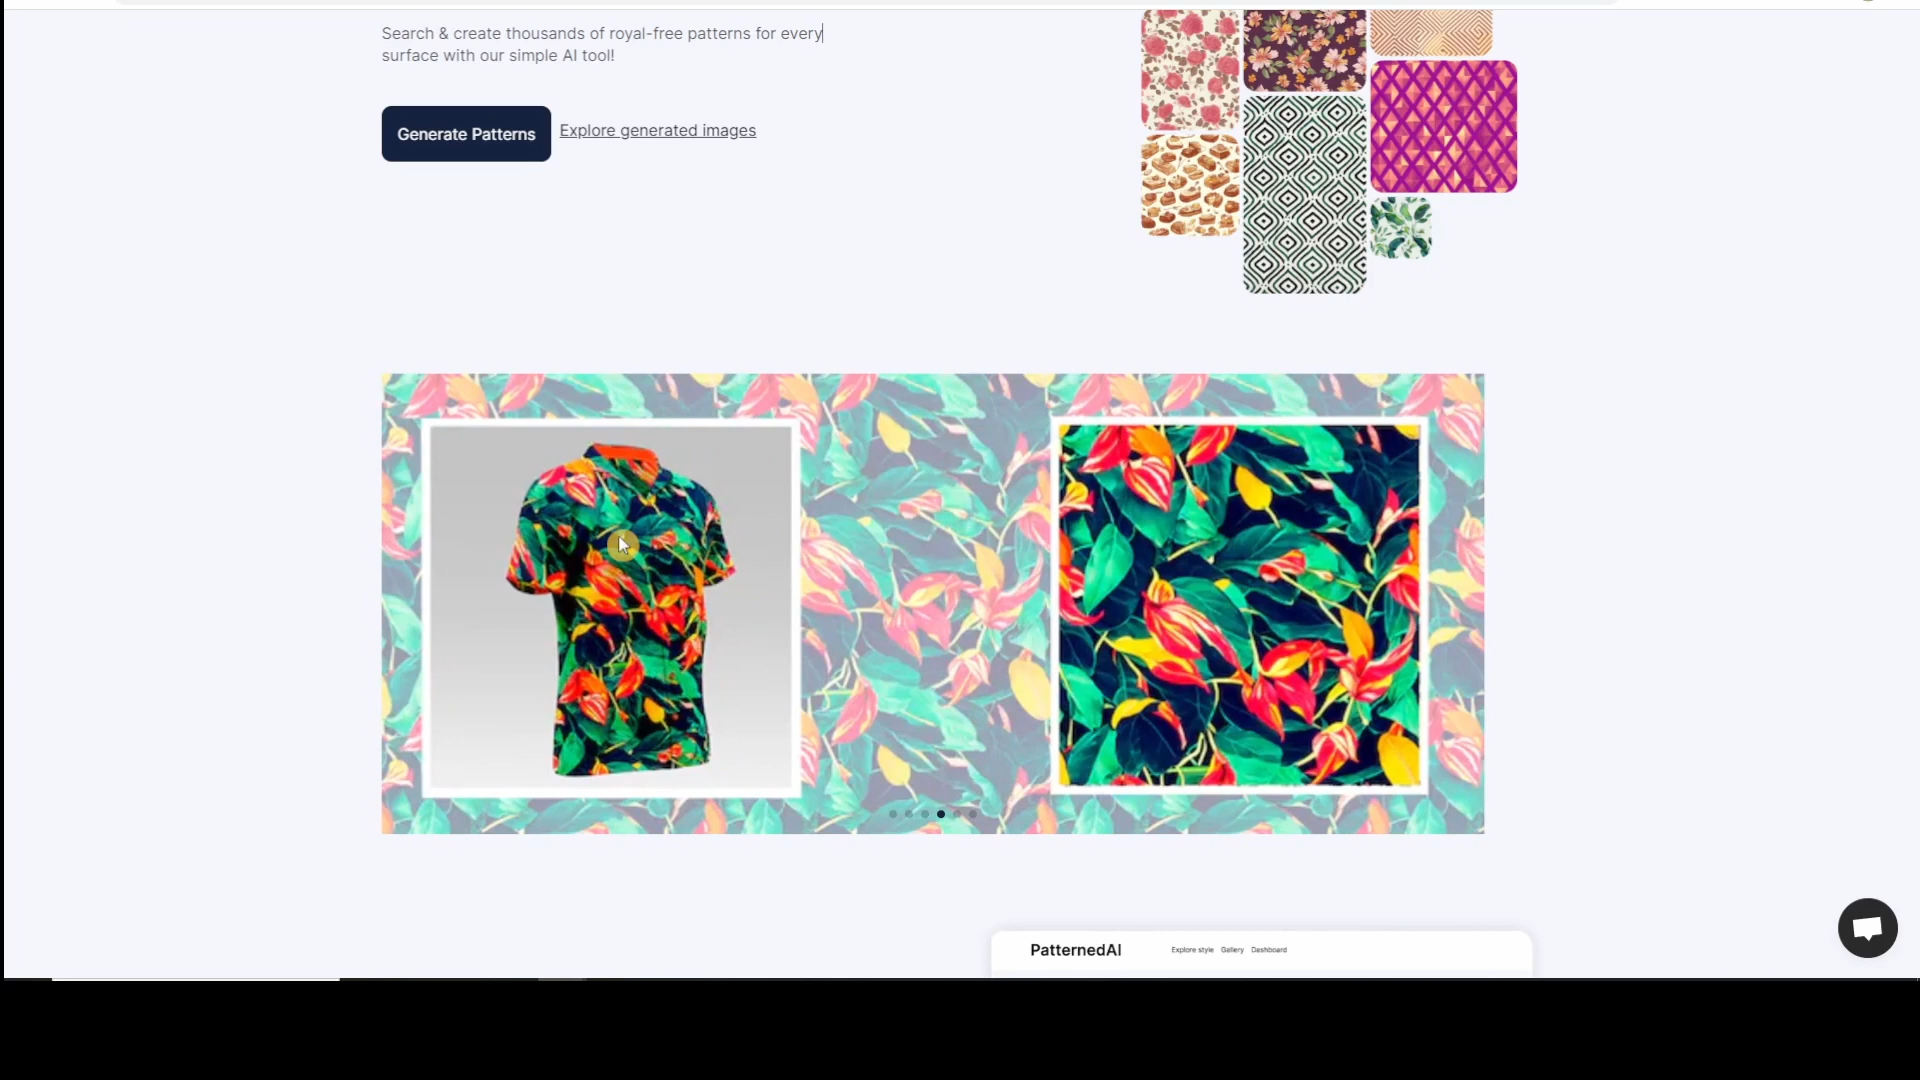 Search & create thousands of royal-free patterns for every
surface with our simple AI tool!
Generate Patterns
Explore generated images
PatternedAI
Explore style Gallery Dashboard